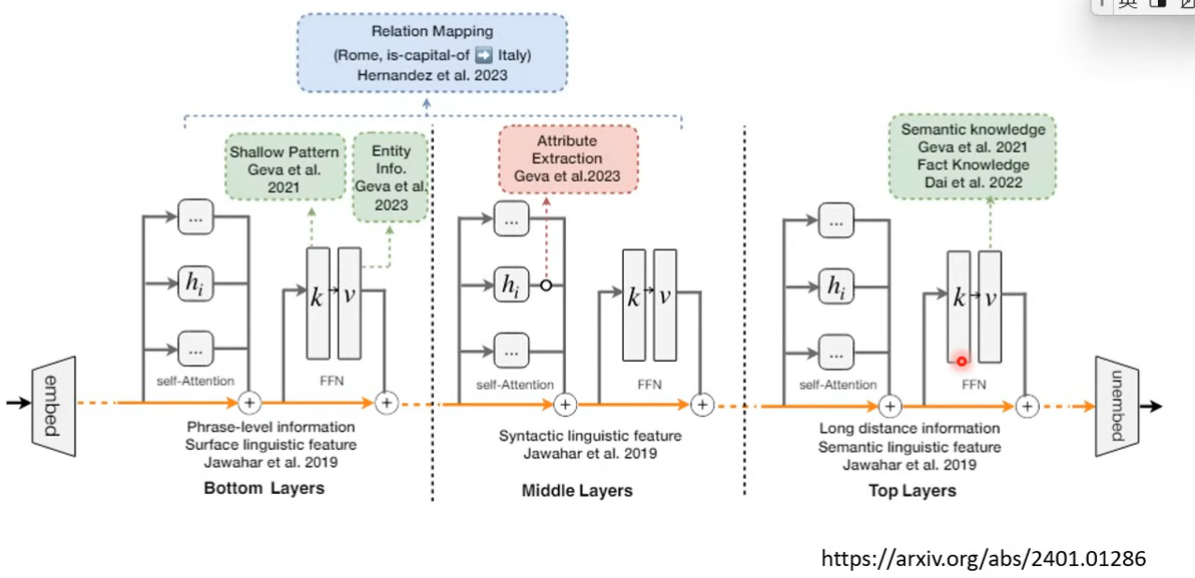 英
Relation Mapping
(Rome, is-capital-of ➡ Italy)
Hernandez et al. 2023
Shallow Pattern
Geva et al.
2021
Entity
Info.
Geva et al.
2023
Attribute
Extraction
Geva et al.2023
Semantic knowledge
Geva et al. 2021
Fact Knowledge
Dai et al. 2022
...
hi
...
k
v
self-Attention
FFN
...
hi
...
k
v
self-Attention
FFN
...
hi
...
k
v
self-Attention
FFN
embed
+
+
+
+
+
+
unembed
Phrase-level information
Surface linguistic feature
Jawahar et al. 2019
Bottom Layers
Syntactic linguistic feature
Jawahar et al. 2019
Middle Layers
Long distance information
Semantic linguistic feature
Jawahar et al. 2019
Top Layers
https://arxiv.org/abs/2401.01286